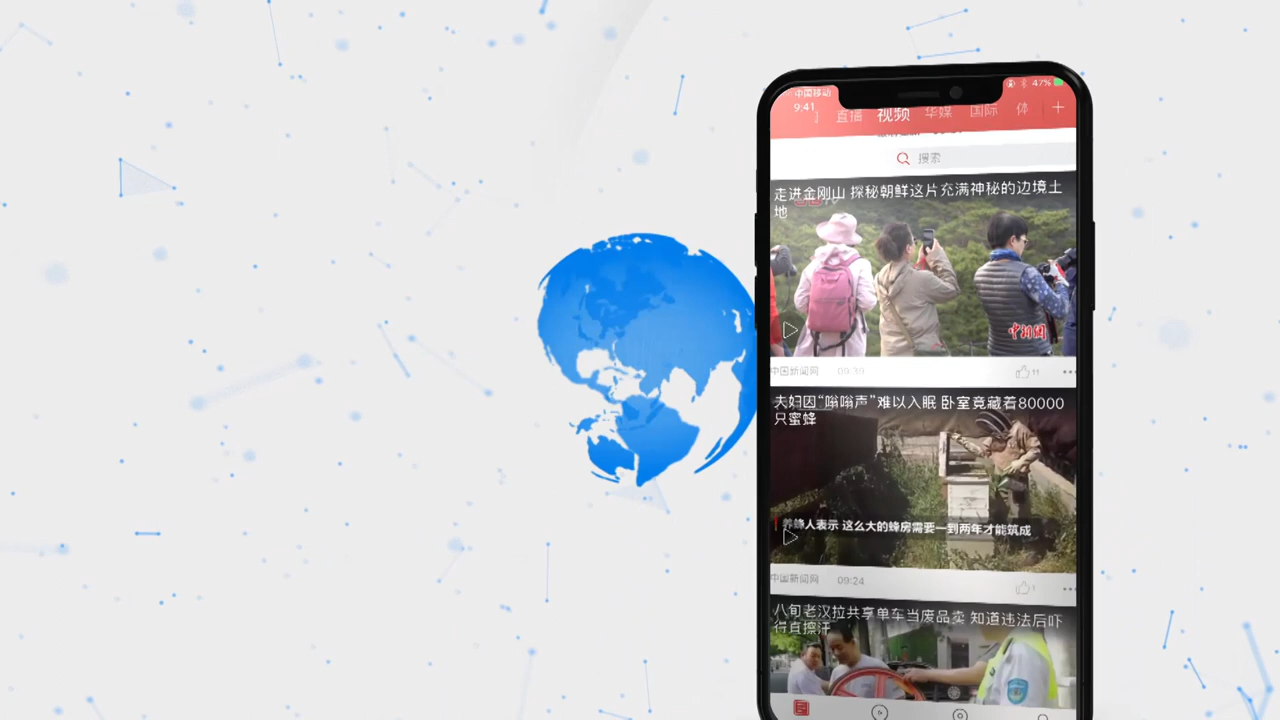 中国移动
47%
9:41
直播 视频 华媒 国际 体 +
搜索
走进金刚山 探秘朝鲜这片充满神秘的边境土
地
中新网
中国新闻网 09:39 11
夫妇因“嗡嗡声”难以入眠 卧室竟藏着80000
只蜜蜂
养蜂人表示 这么大的蜂房需要一到两年才能筑成
中国新闻网 09:24 1
八旬老汉拉共享单车当废品卖 知道违法后吓
得直擦汗